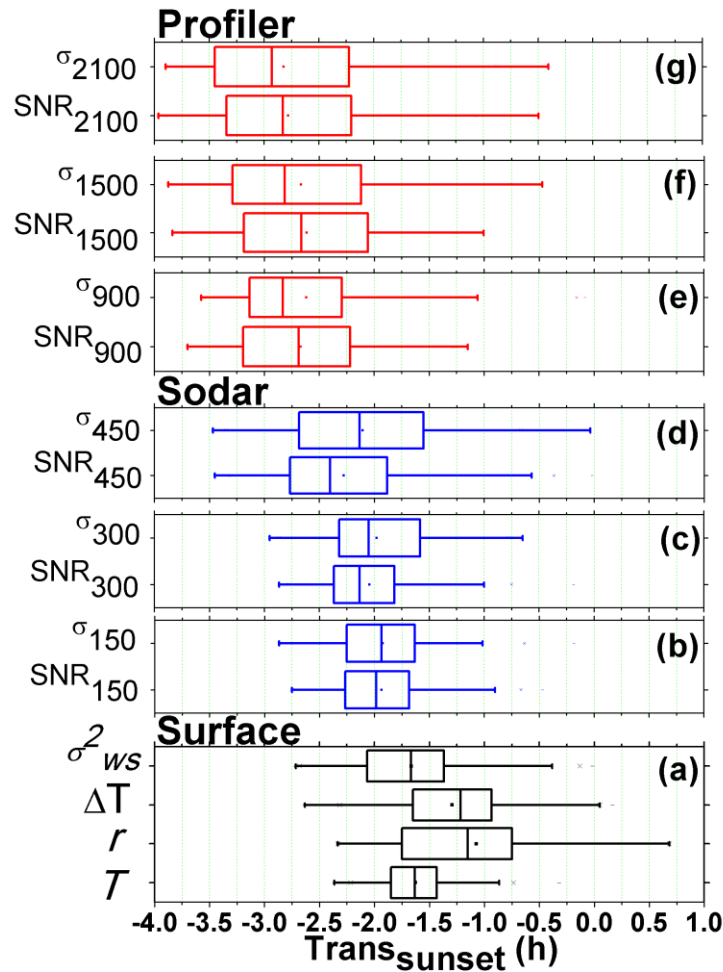 Profiler
σ2100
(g)
SNR2100
σ1500
(f)
SNR1500
σ900
(e)
SNR900
Sodar
σ450
(d)
SNR450
σ300
(c)
SNR300
σ150
(b)
SNR150
Surface
σ²ws
(a)
ΔT
r
T
-4.0 -3.5 -3.0 -2.5 -2.0 -1.5 -1.0 -0.5 0.0 0.5 1.0
Transsunset (h)